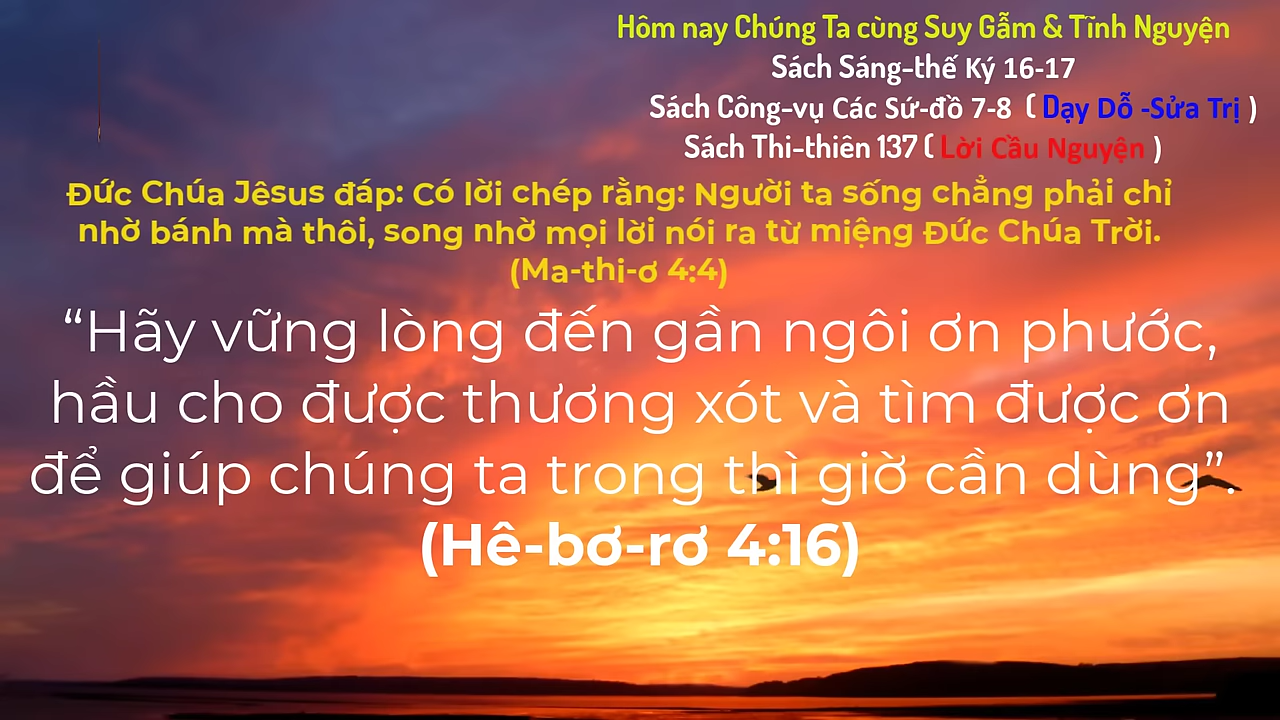 Hôm nay Chúng Ta cùng Suy Gẫm & Tĩnh Nguyện
Sách Sáng-thế Ký 16-17
Sách Công-vụ Các Sứ-đồ 7-8 ( Dạy Dỗ -Sửa Trị )
Sách Thi-thiên 137 ( Lời Cầu Nguyện )
Đức Chúa Jêsus đáp: Có lời chép rằng: Người ta sống chẳng phải chỉ
nhờ bánh mà thôi, song nhờ mọi lời nói ra từ miệng Đức Chúa Trời.
(Ma-thi-ơ 4:4)
“Hãy vững lòng đến gần ngôi ơn phước,
hầu cho được thương xót và tìm được ơn
để giúp chúng ta trong thì giờ cần dùng”.
(Hê-bơ-rơ 4:16)